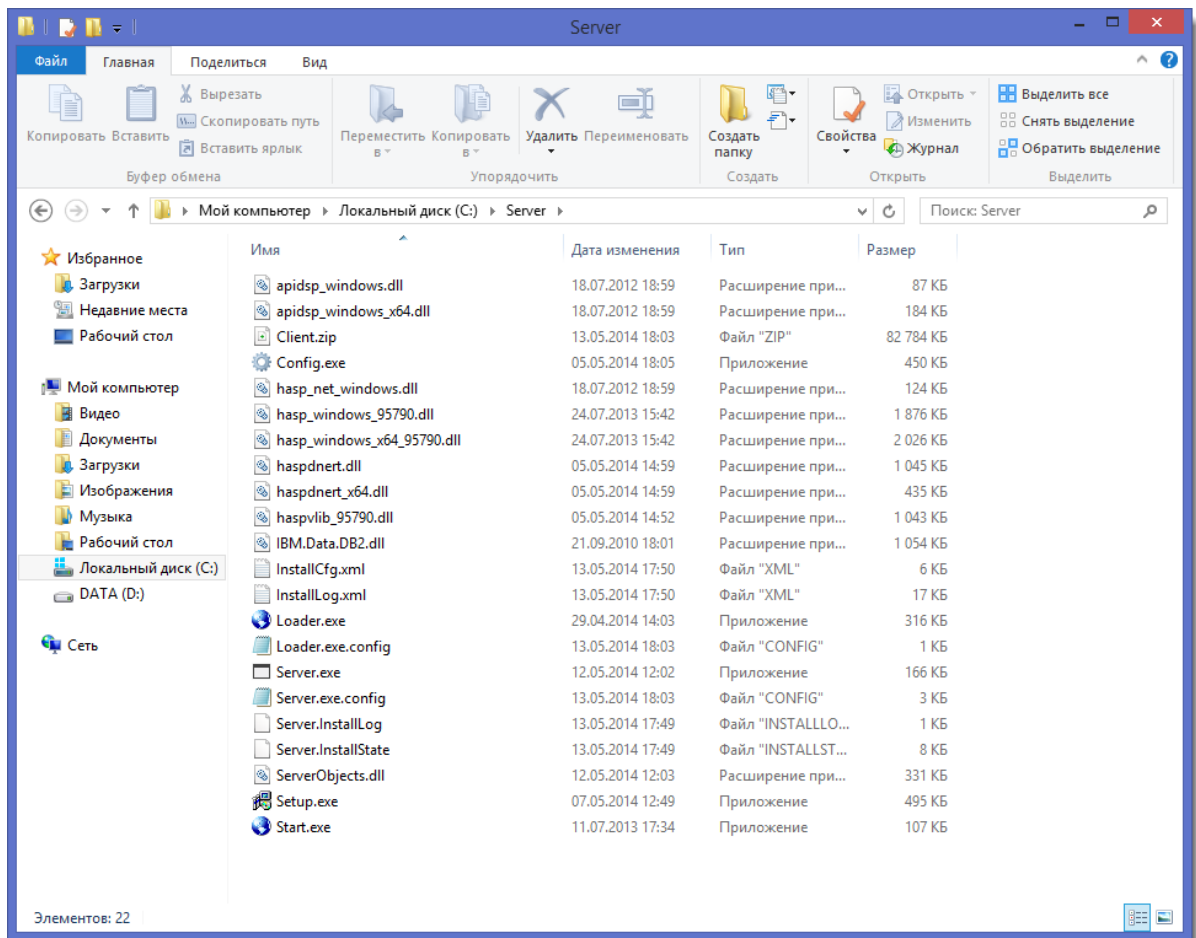 Server
Файл Главная Поделиться Вид
Копировать Вставить Вырезать Скопировать путь Вставить ярлык
Переместить в Копировать в Удалить Переименовать
Создать папку
Свойства Открыть Изменить Журнал
Выделить все Снять выделение Обратить выделение
Буфер обмена Упорядочить Создать Открыть Выделить
Мой компьютер Локальный диск (C:) Server Поиск: Server
Избранное
Загрузки
Недавние места
Рабочий стол
Мой компьютер
Видео
Документы
Загрузки
Изображения
Музыка
Рабочий стол
Локальный диск (C:)
DATA (D:)
Сеть
Имя Дата изменения Тип Размер
apidsp_windows.dll 18.07.2012 18:59 Расширение при... 87 КБ
apidsp_windows_x64.dll 18.07.2012 18:59 Расширение при... 184 КБ
Client.zip 13.05.2014 18:03 Файл "ZIP" 82 784 КБ
Config.exe 05.05.2014 18:05 Приложение 450 КБ
hasp_net_windows.dll 18.07.2012 18:59 Расширение при... 124 КБ
hasp_windows_95790.dll 24.07.2013 15:42 Расширение при... 1 876 КБ
hasp_windows_x64_95790.dll 24.07.2013 15:42 Расширение при... 2 026 КБ
haspdnert.dll 05.05.2014 14:59 Расширение при... 1 045 КБ
haspdnert_x64.dll 05.05.2014 14:59 Расширение при... 435 КБ
haspvlib_95790.dll 05.05.2014 14:52 Расширение при... 1 043 КБ
IBM.Data.DB2.dll 21.09.2010 18:01 Расширение при... 1 054 КБ
InstallCfg.xml 13.05.2014 17:50 Файл "XML" 6 КБ
InstallLog.xml 13.05.2014 17:50 Файл "XML" 17 КБ
Loader.exe 29.04.2014 14:03 Приложение 316 КБ
Loader.exe.config 13.05.2014 18:03 Файл "CONFIG" 1 КБ
Server.exe 12.05.2014 12:02 Приложение 166 КБ
Server.exe.config 13.05.2014 18:03 Файл "CONFIG" 3 КБ
Server.InstallLog 13.05.2014 17:49 Файл "INSTALLLO... 1 КБ
Server.InstallState 13.05.2014 17:49 Файл "INSTALLST... 8 КБ
ServerObjects.dll 12.05.2014 12:03 Расширение при... 331 КБ
Setup.exe 07.05.2014 12:49 Приложение 495 КБ
Start.exe 11.07.2013 17:34 Приложение 107 КБ
Элементов: 22